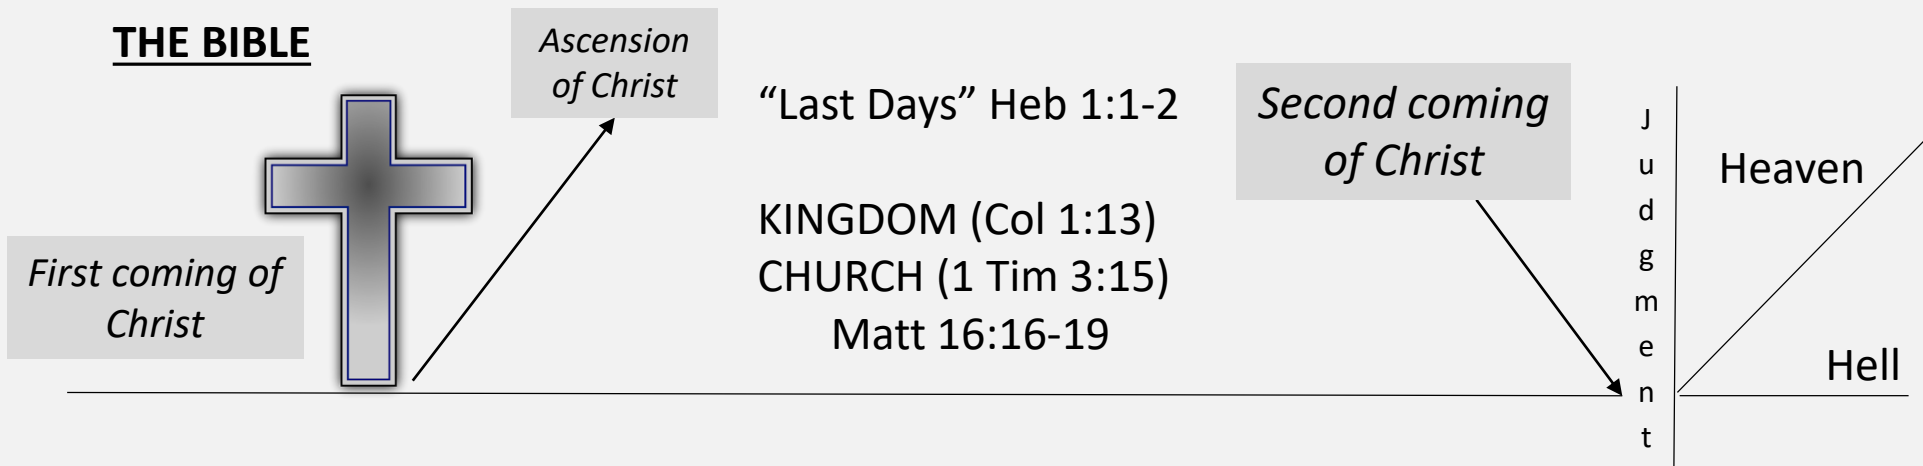 THE BIBLE
First coming of
Christ
Ascension
of Christ
“Last Days” Heb 1:1-2
KINGDOM (Col 1:13)
CHURCH (1 Tim 3:15)
Matt 16:16-19
Second coming
of Christ
J
u
d
g
m
e
n
t
Heaven
Hell